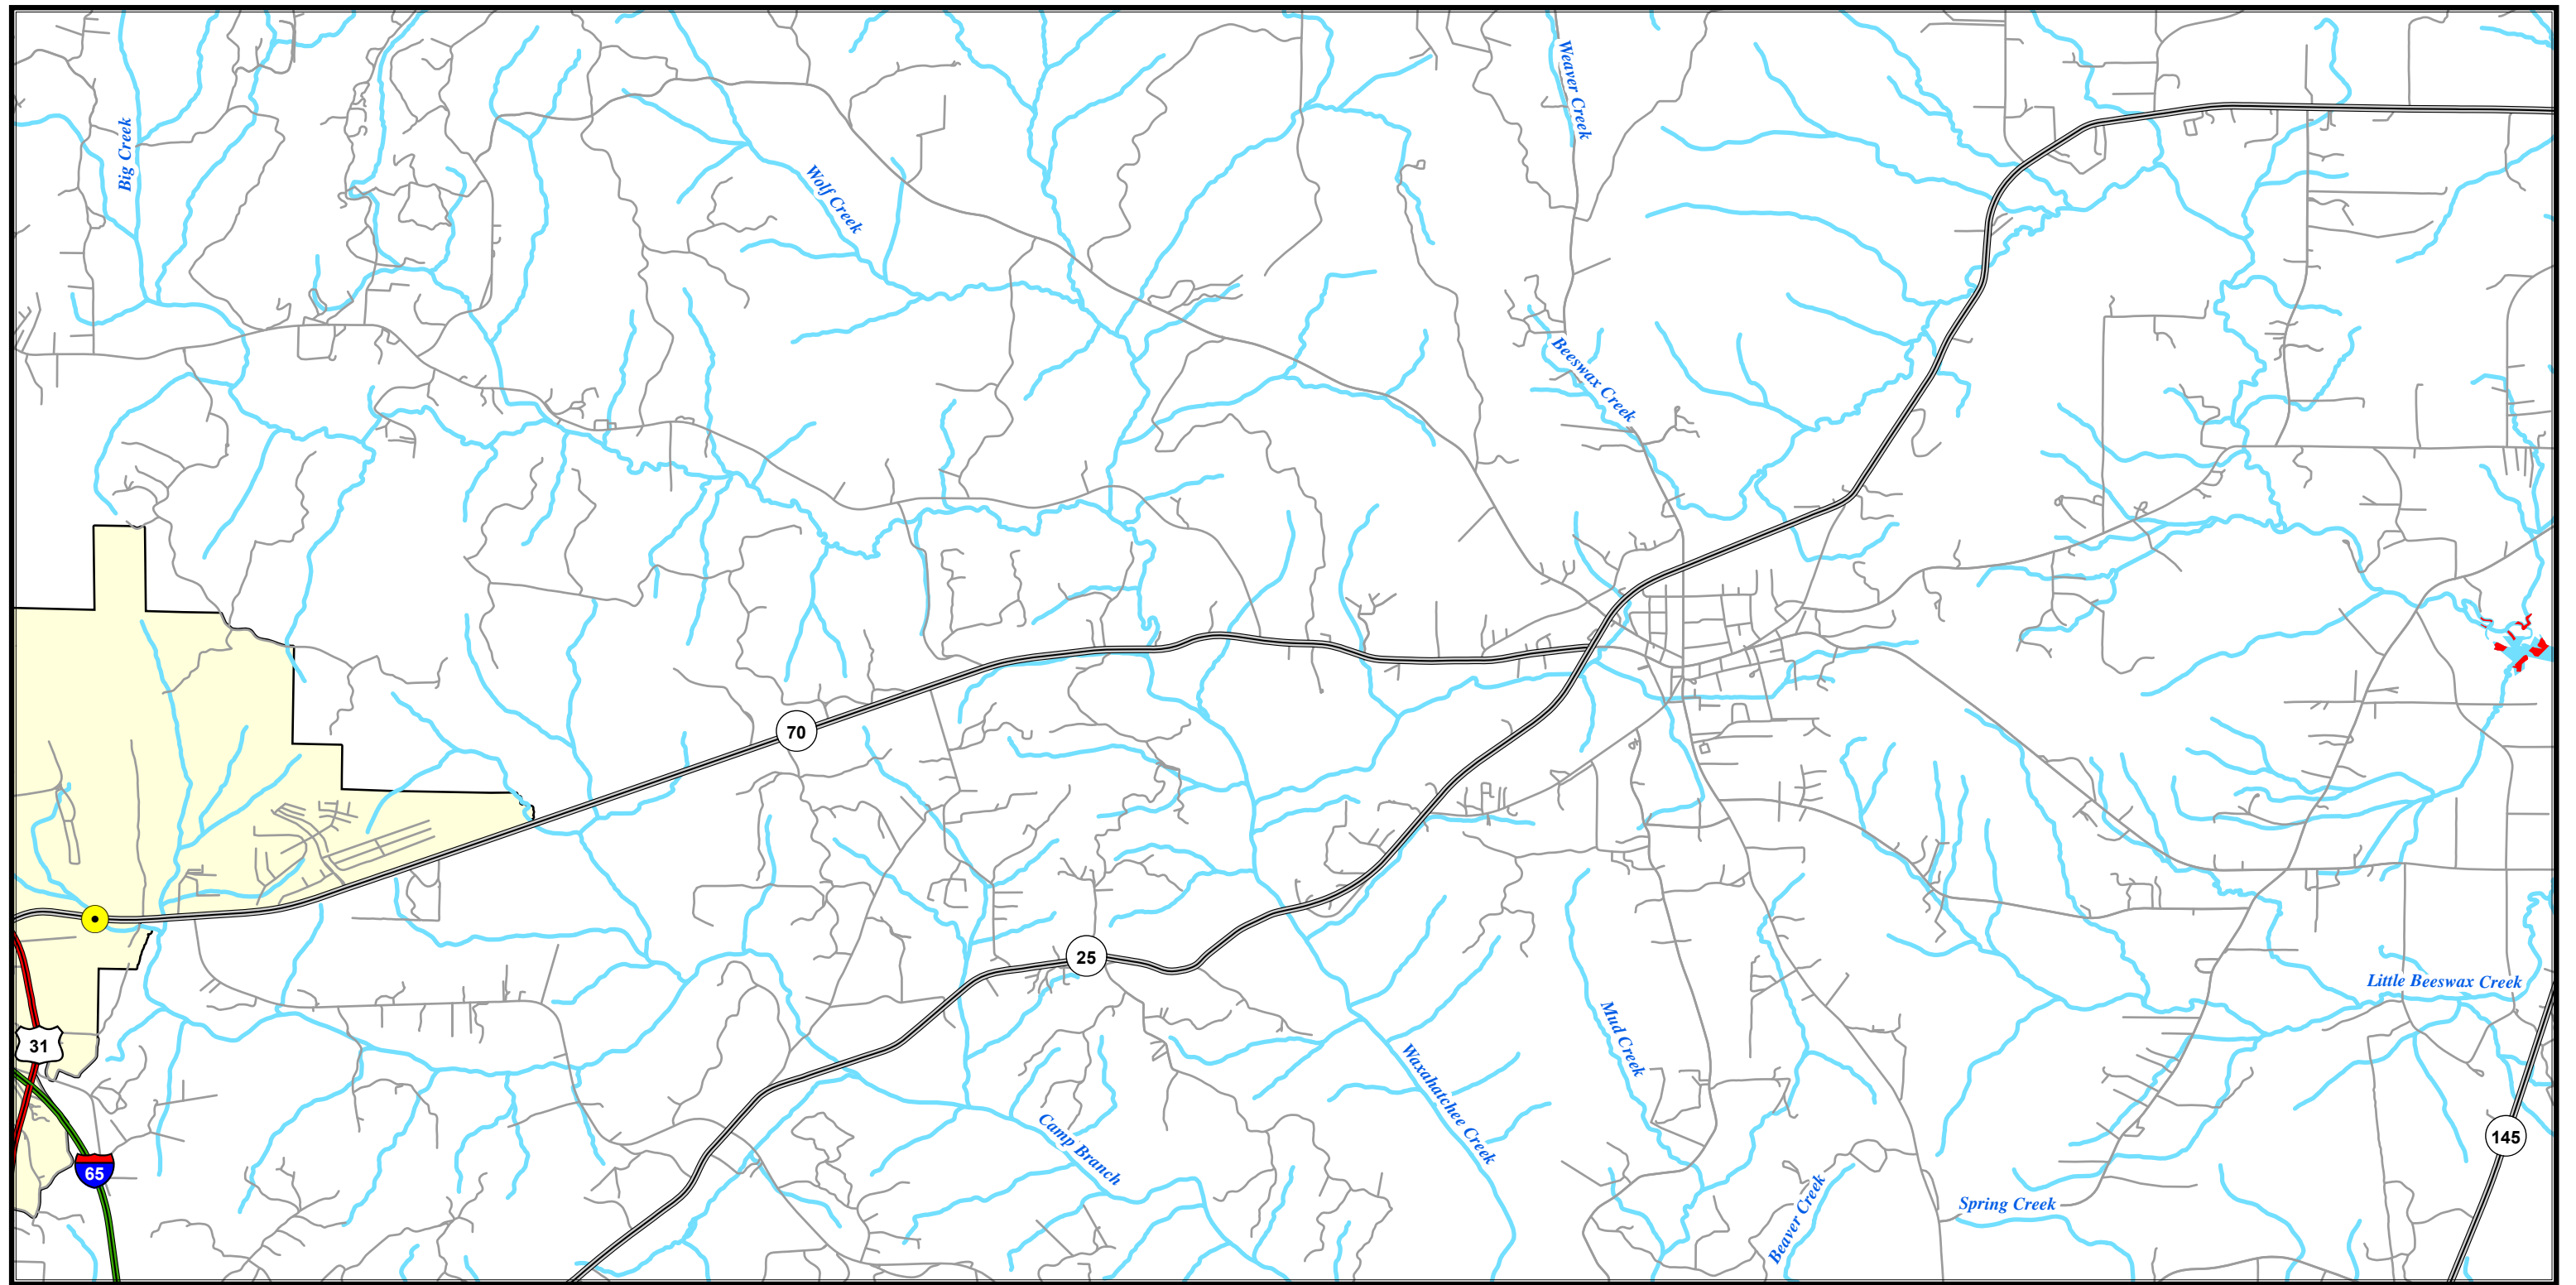 Weaver Creek
Big Creek
Wolf Creek
Beeswax Creek
70
25
Little Beeswax Creek
31
Mud Creek
Waxahatchee Creek
Camp Branch
145
65
Spring Creek
Beaver Creek